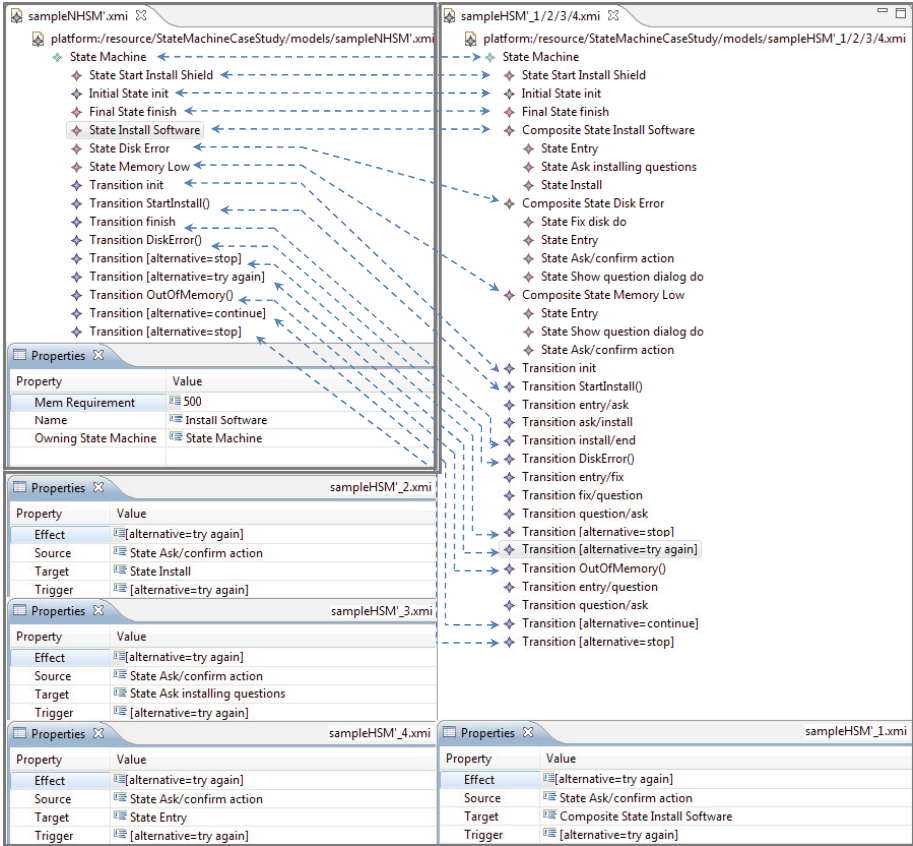 sampleNHSM'.xmi
platform:/resource/StateMachineCaseStudy/models/sampleNHSM'.xmi
State Machine
State Start Install Shield
Initial State init
Final State finish
State Install Software
State Disk Error
State Memory Low
Transition init
Transition StartInstall()
Transition finish
Transition DiskError()
Transition [alternative=stop]
Transition [alternative=try again]
Transition OutOfMemory()
Transition [alternative=continue]
Transition [alternative=stop]
Properties
Property Value
Mem Requirement 500
Name Install Software
Owning State Machine State Machine
sampleHSM'_1/2/3/4.xmi
platform:/resource/StateMachineCaseStudy/models/sampleHSM'_1/2/3/4.xmi
State Machine
State Start Install Shield
Initial State init
Final State finish
Composite State Install Software
State Entry
State Ask installing questions
State Install
Composite State Disk Error
State Fix disk do
State Entry
State Ask/confirm action
State Show question dialog do
Composite State Memory Low
State Entry
State Show question dialog do
State Ask/confirm action
Transition init
Transition StartInstall()
Transition entry/ask
Transition ask/install
Transition install/end
Transition DiskError()
Transition entry/fix
Transition fix/question
Transition question/ask
Transition [alternative=stop]
Transition [alternative=try again]
Transition OutOfMemory()
Transition entry/question
Transition question/ask
Transition [alternative=continue]
Transition [alternative=stop]
Properties sampleHSM'_2.xmi
Property Value
Effect [alternative=try again]
Source State Ask/confirm action
Target State Install
Trigger [alternative=try again]
Properties sampleHSM'_3.xmi
Property Value
Effect [alternative=try again]
Source State Ask/confirm action
Target State Ask installing questions
Trigger [alternative=try again]
Properties sampleHSM'_4.xmi
Property Value
Effect [alternative=try again]
Source State Ask/confirm action
Target State Entry
Trigger [alternative=try again]
Properties sampleHSM'_1.xmi
Property Value
Effect [alternative=try again]
Source State Ask/confirm action
Target Composite State Install Software
Trigger [alternative=try again]